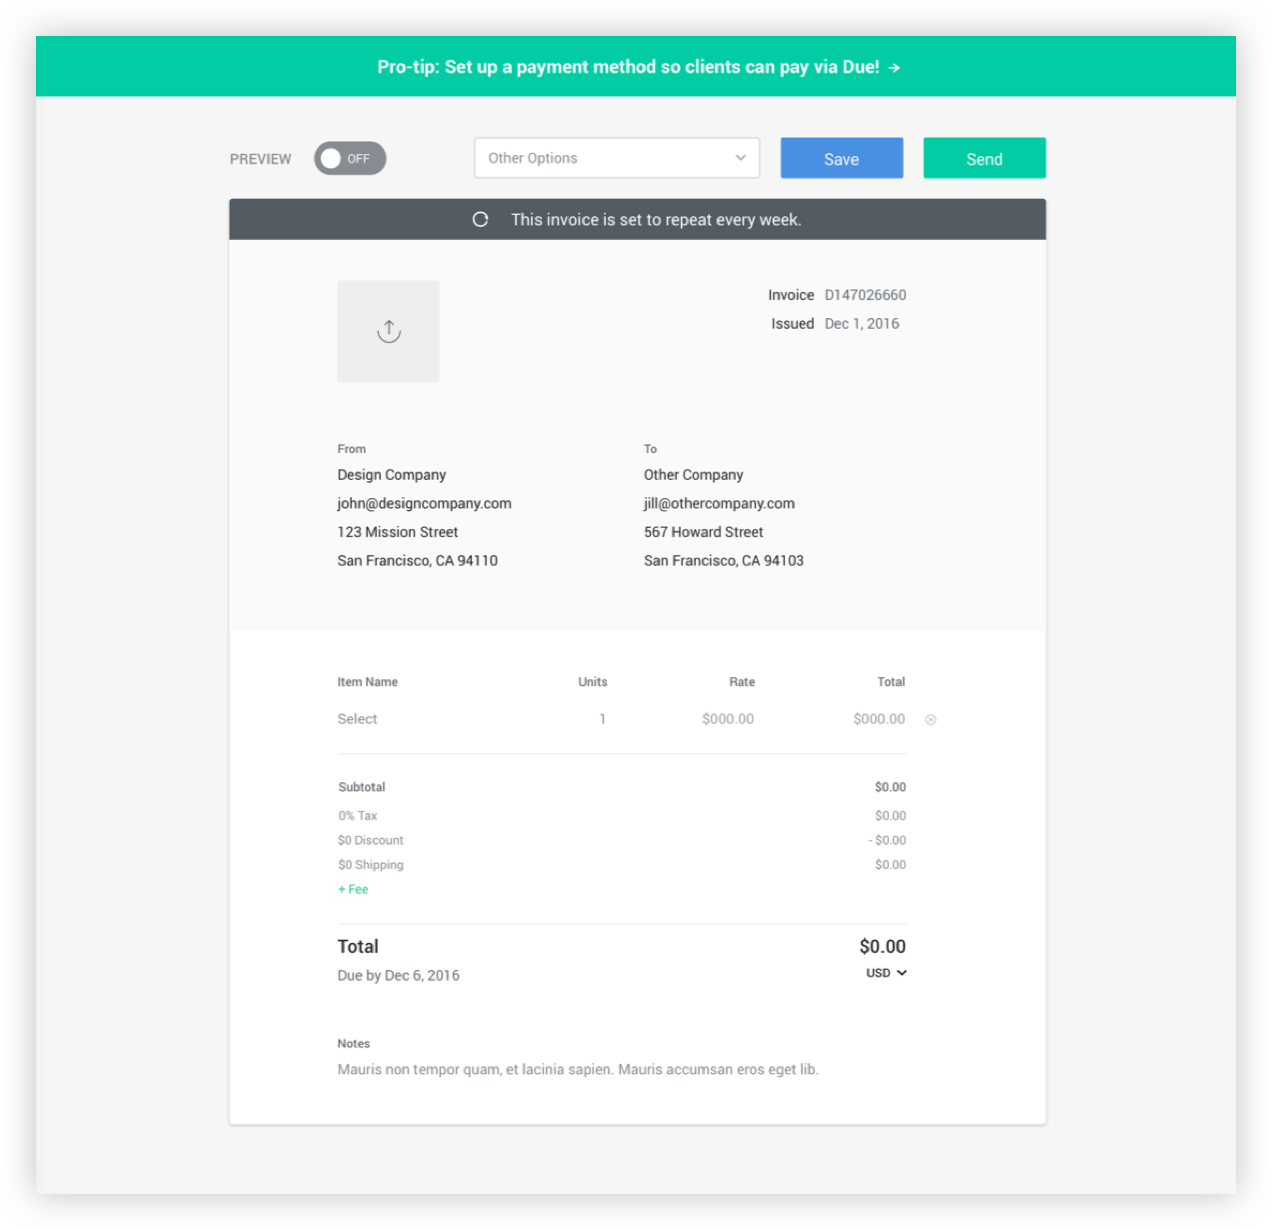 Pro-tip: Set up a payment method so clients can pay via Due! →
PREVIEW OFF Other Options Save Send
This invoice is set to repeat every week.
Invoice D147026660
Issued Dec 1, 2016
From
Design Company
john@designcompany.com
123 Mission Street
San Francisco, CA 94110
To
Other Company
jill@othercompany.com
567 Howard Street
San Francisco, CA 94103
Item Name Units Rate Total
Select 1 $000.00 $000.00
Subtotal $0.00
0% Tax $0.00
$0 Discount - $0.00
$0 Shipping $0.00
+ Fee
Total $0.00
Due by Dec 6, 2016 USD
Notes
Mauris non tempor quam, et lacinia sapien. Mauris accumsan eros eget lib.